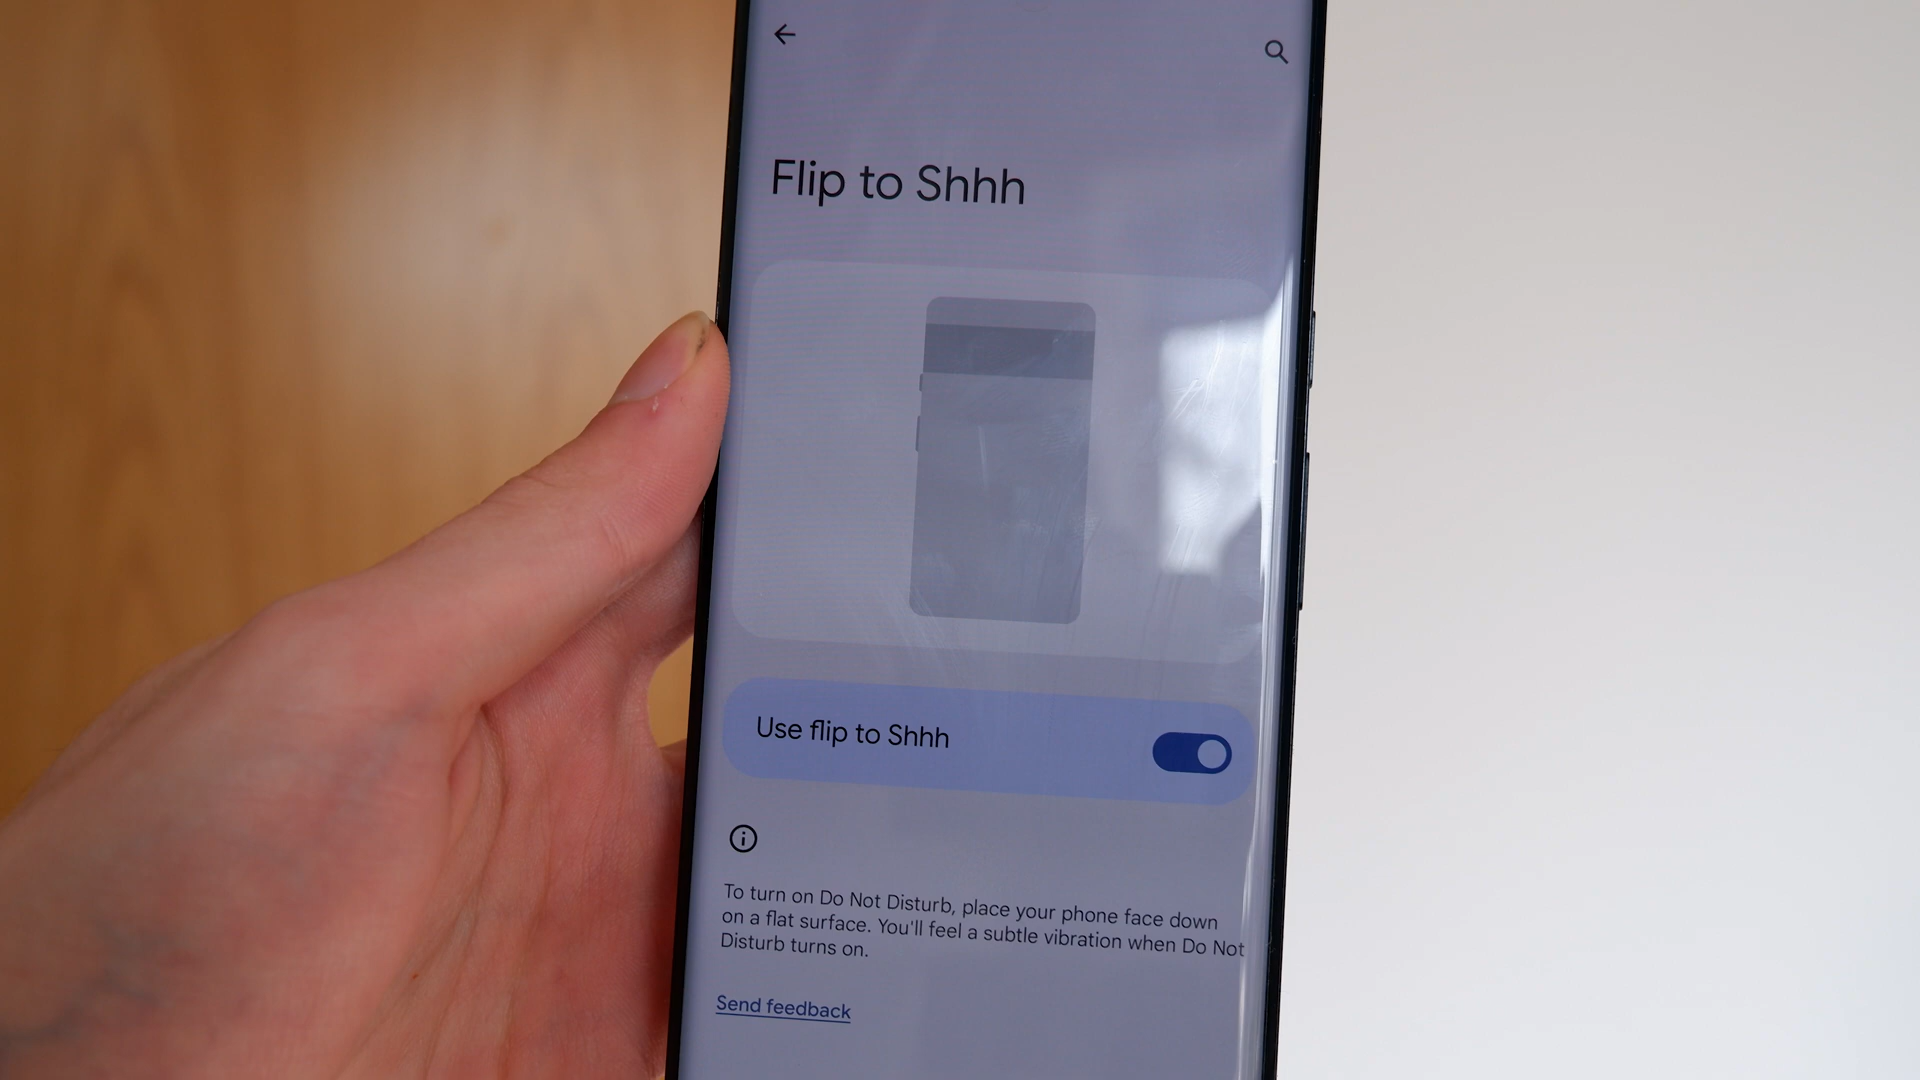 Flip to Shhh
Use flip to Shhh
To turn on Do Not Disturb, place your phone face down
on a flat surface. You'll feel a subtle vibration when Do Not
Disturb turns on.
Send feedback